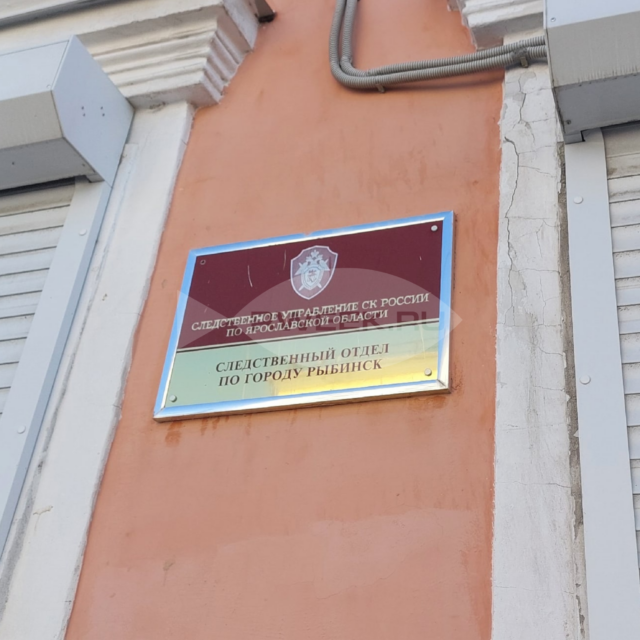 СЛЕДСТВЕННОЕ УПРАВЛЕНИЕ СК РОССИИ
ПО ЯРОСЛАВСКОЙ ОБЛАСТИ
СЛЕДСТВЕННЫЙ ОТДЕЛ
ПО ГОРОДУ РЫБИНСК